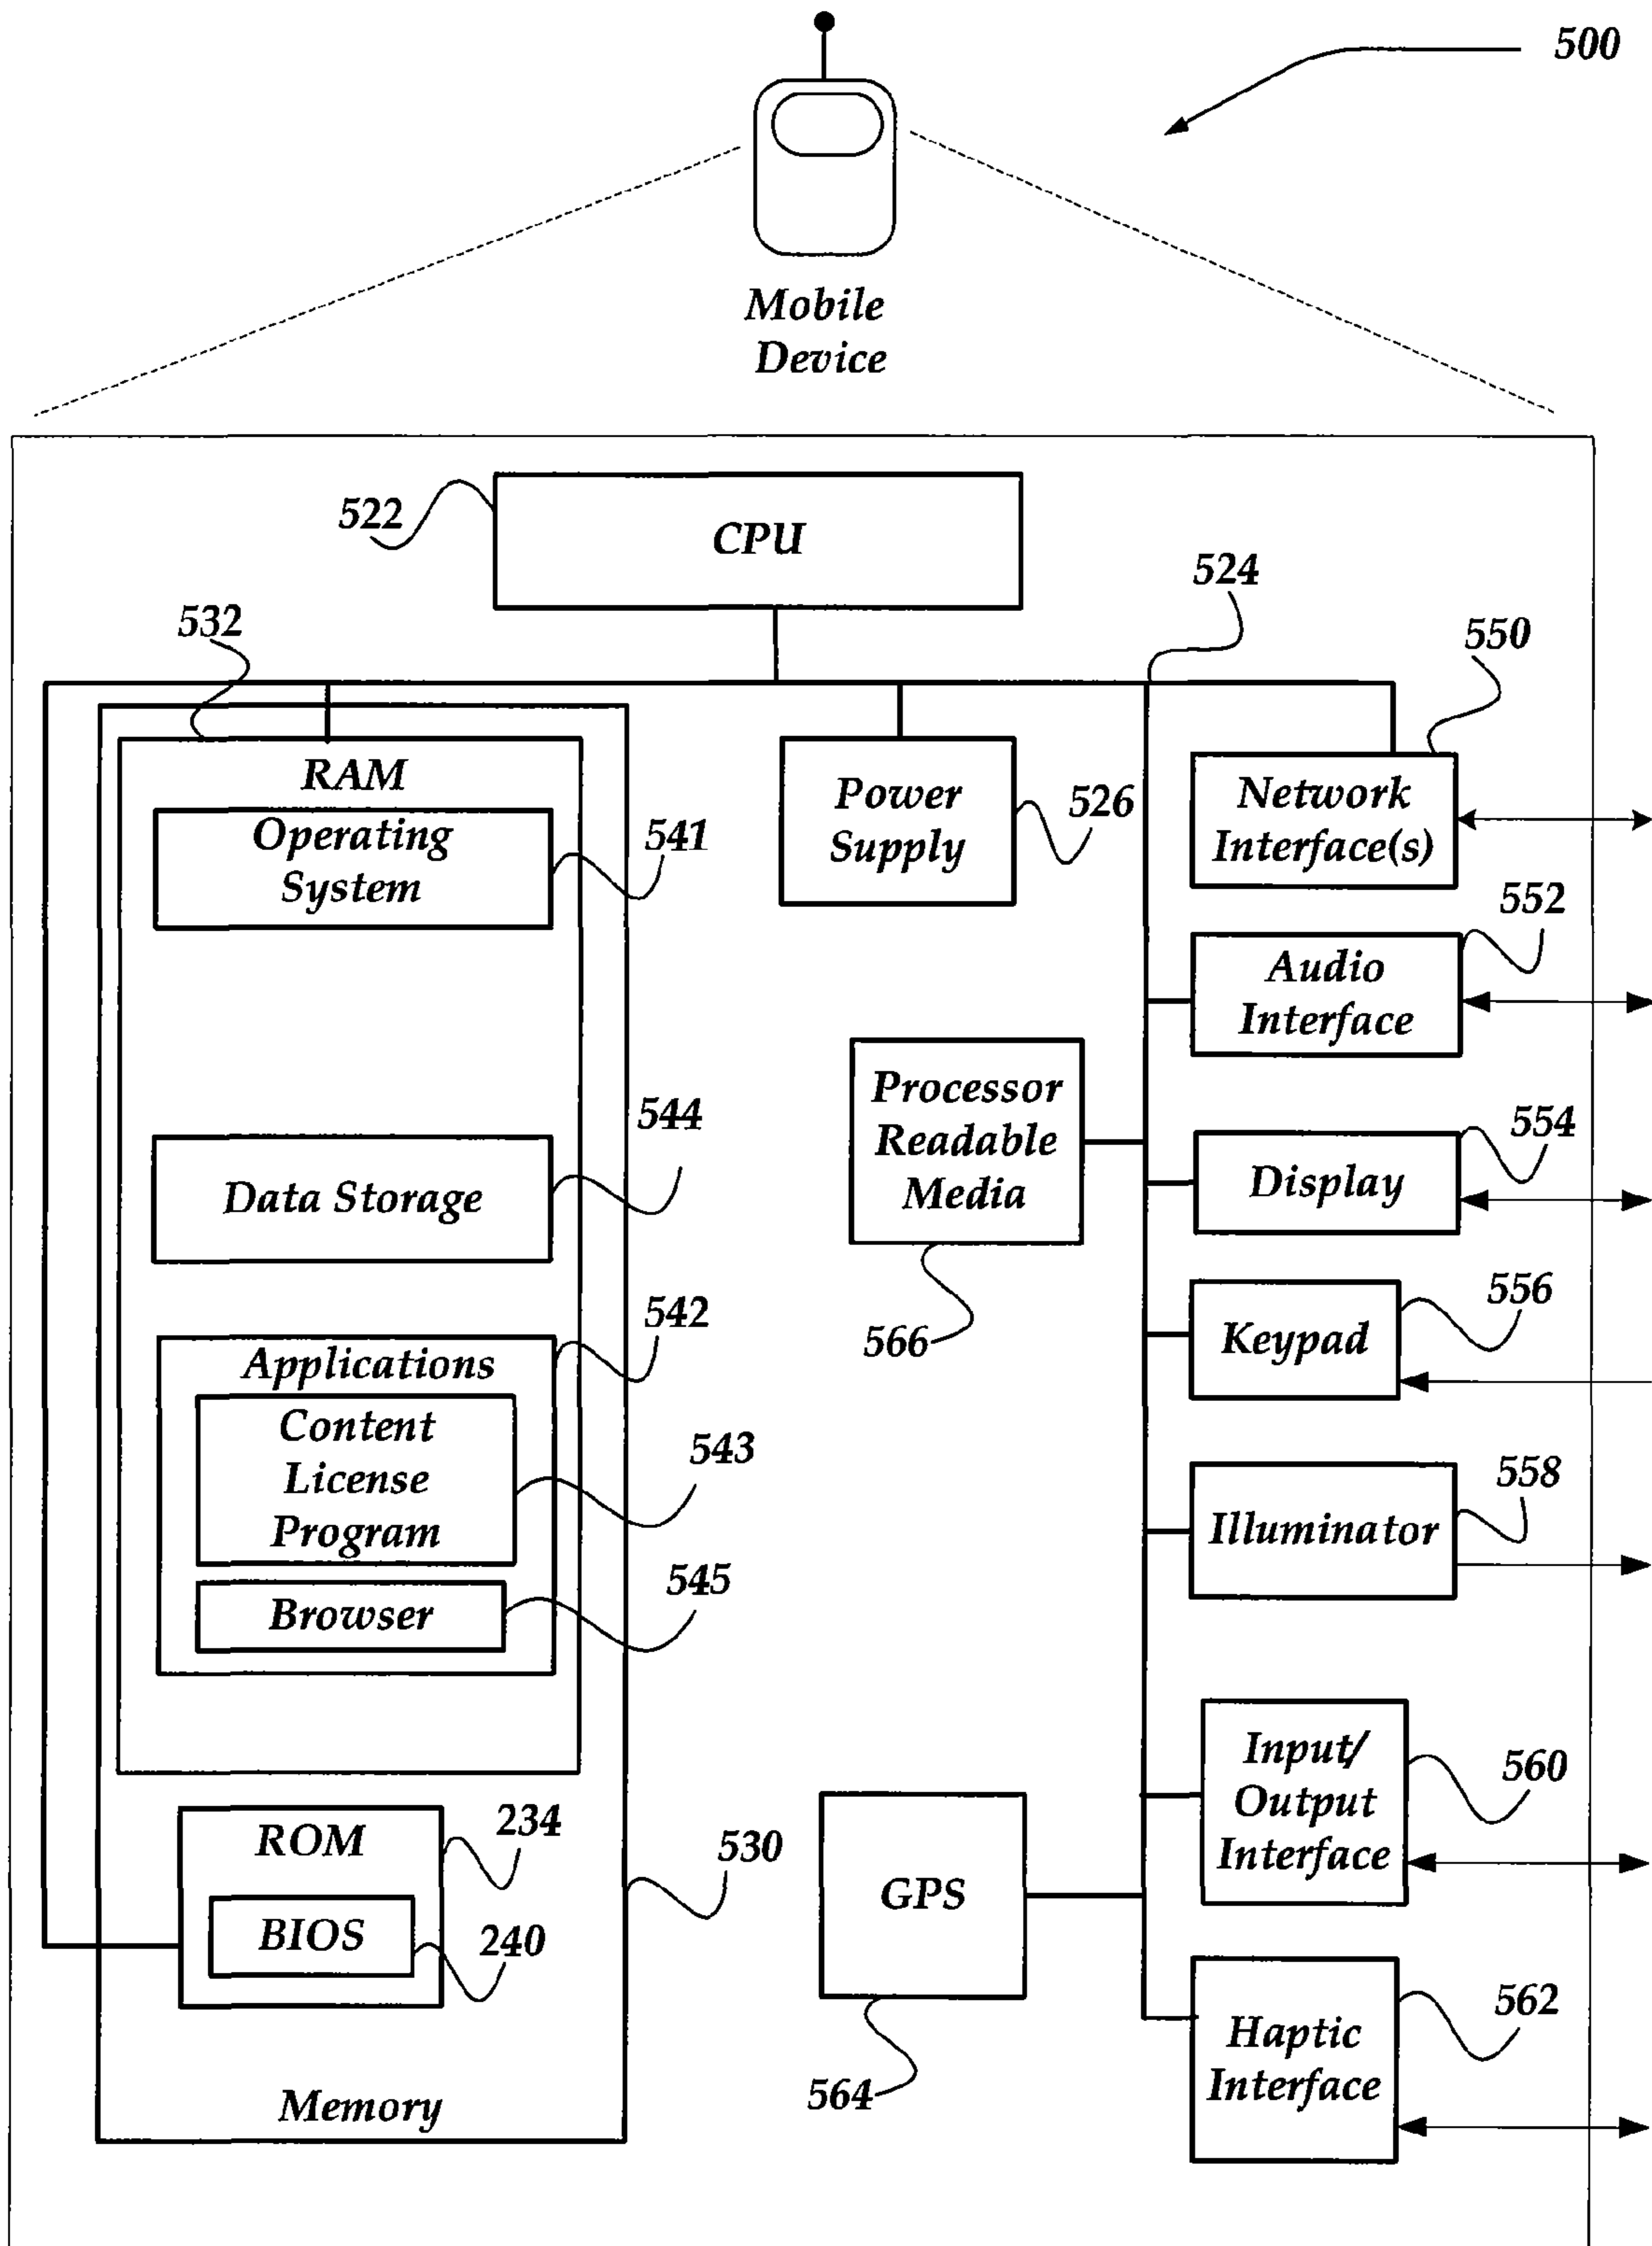 500
Mobile
Device
522
CPU
524
532
550
RAM
Operating
System
541
Power
Supply
526
Network
Interface(s)
552
Audio
Interface
544
Data Storage
Processor
Readable
Media
566
554
Display
542
Applications
Content
License
Program
543
545
Browser
556
Keypad
558
Illuminator
Input/
Output
Interface
560
ROM
234
BIOS
240
530
GPS
564
562
Haptic
Interface
Memory